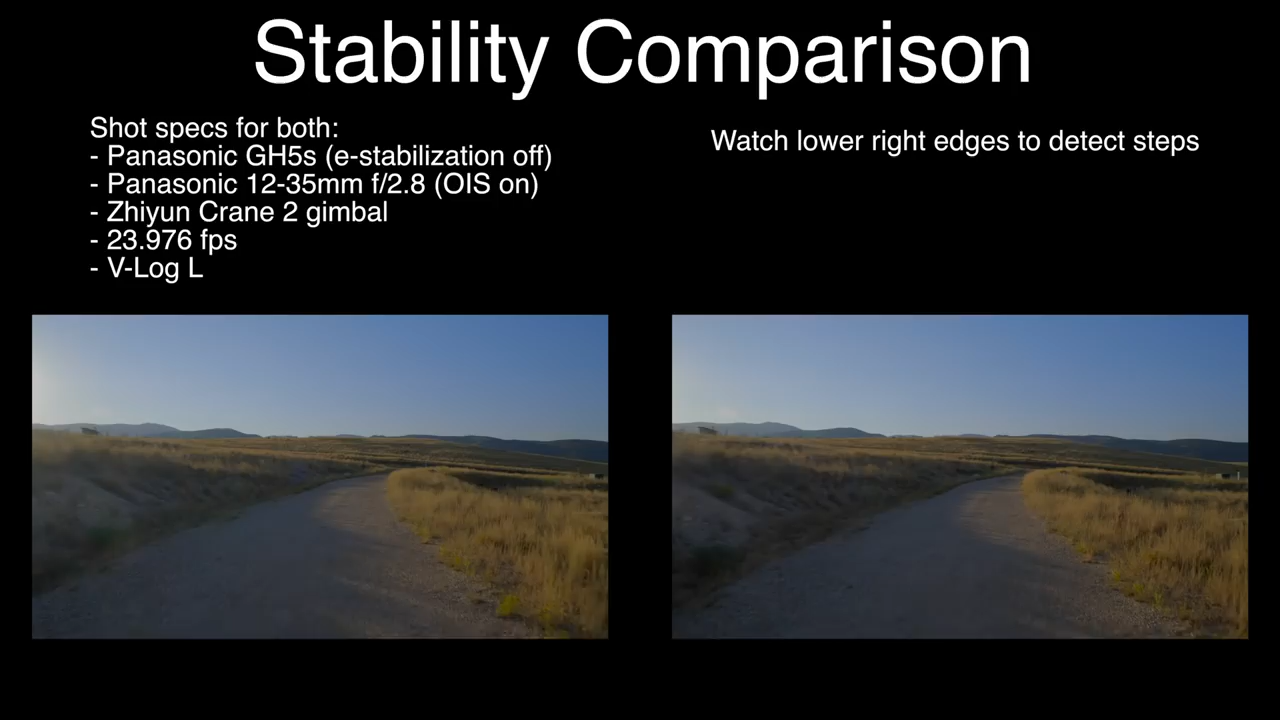 Stability Comparison
Shot specs for both:
- Panasonic GH5s (e-stabilization off)
- Panasonic 12-35mm f/2.8 (OIS on)
- Zhiyun Crane 2 gimbal
- 23.976 fps
- V-Log L
Watch lower right edges to detect steps